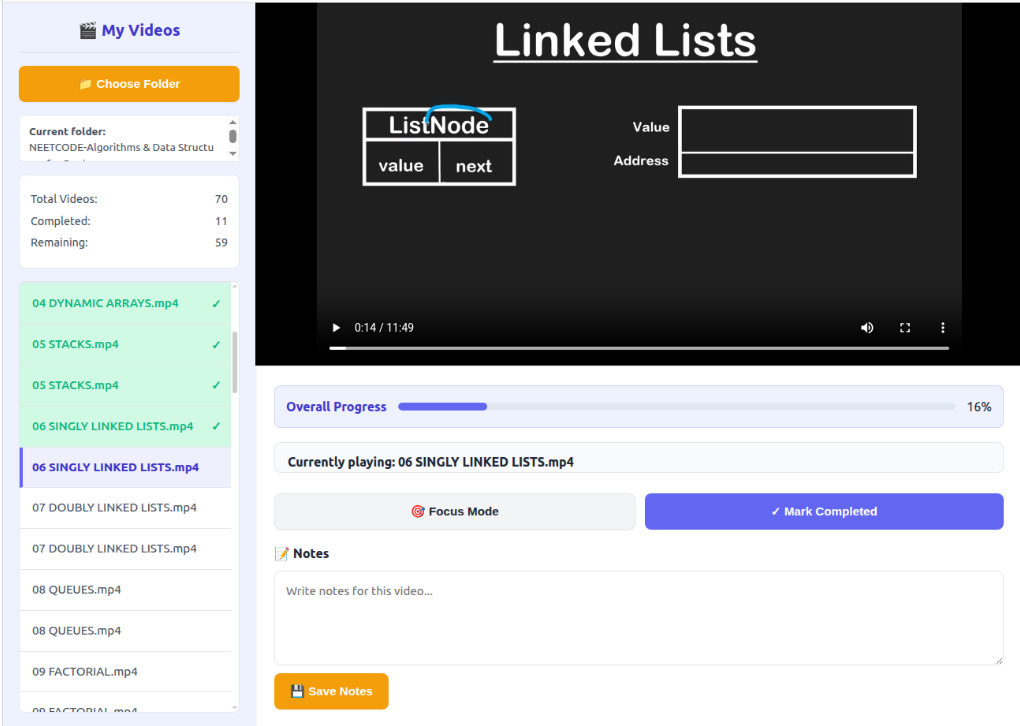 🎬 My Videos
📁 Choose Folder
Current folder:
NEETCODE-Algorithms & Data Structu
Total Videos: 70
Completed: 11
Remaining: 59
04 DYNAMIC ARRAYS.mp4 ✓
05 STACKS.mp4 ✓
05 STACKS.mp4 ✓
06 SINGLY LINKED LISTS.mp4 ✓
06 SINGLY LINKED LISTS.mp4
07 DOUBLY LINKED LISTS.mp4
07 DOUBLY LINKED LISTS.mp4
08 QUEUES.mp4
08 QUEUES.mp4
09 FACTORIAL.mp4
09 FACTORIAL.mp4
Linked Lists
ListNode
value next
Value
Address
0:14 / 11:49
Overall Progress 16%
Currently playing: 06 SINGLY LINKED LISTS.mp4
🎯 Focus Mode
✓ Mark Completed
📝 Notes
Write notes for this video...
💾 Save Notes